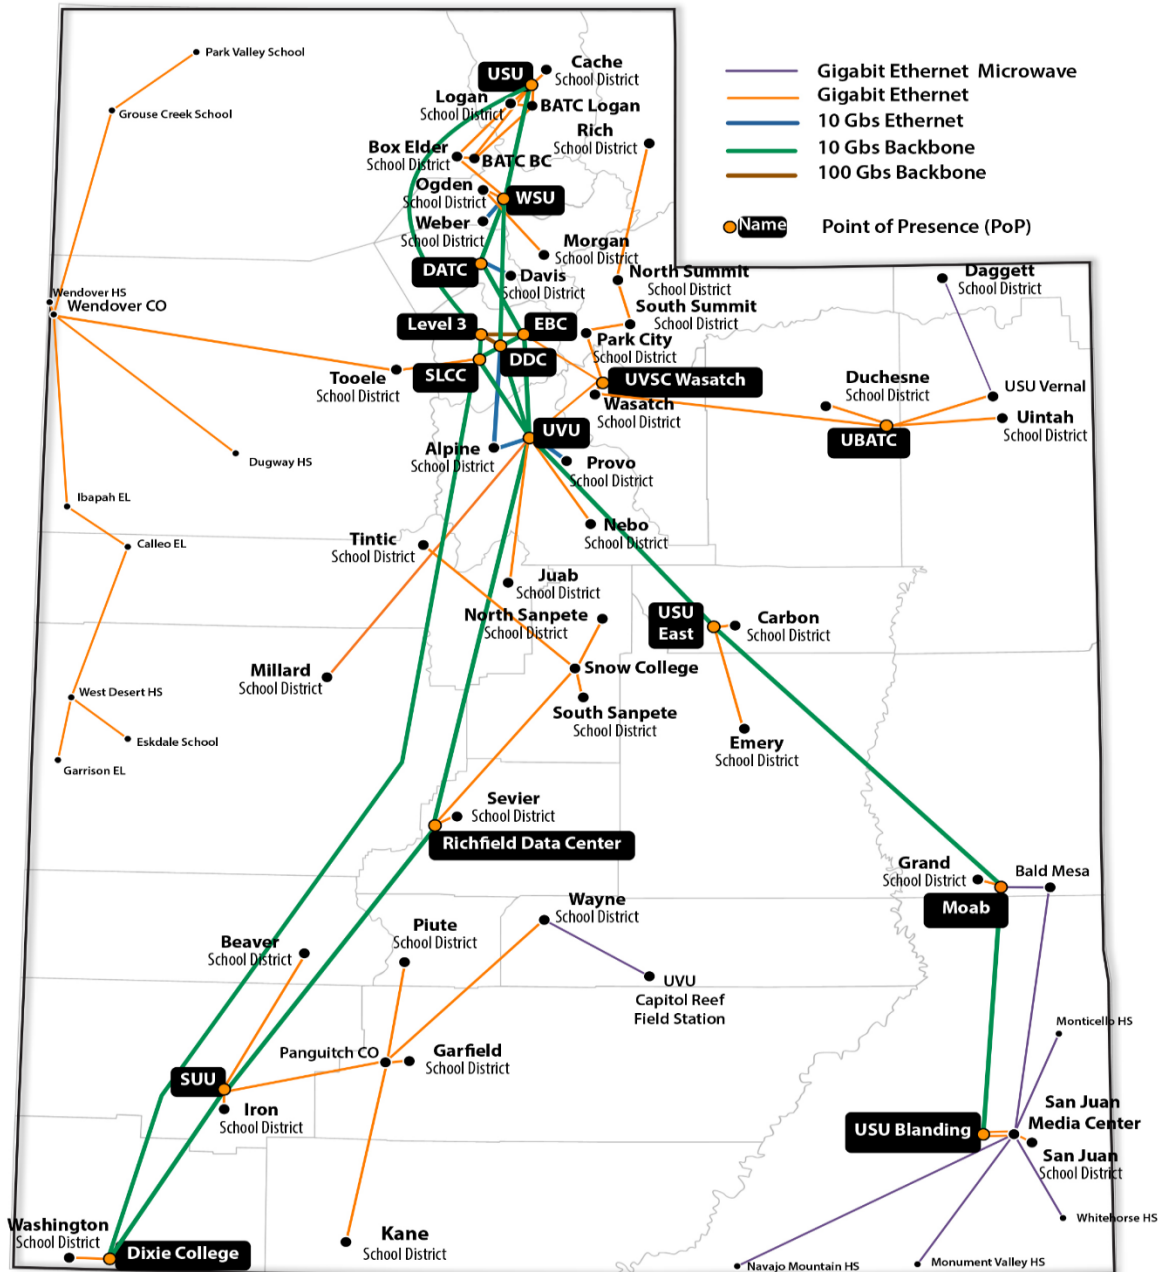 Park Valley School
Grouse Creek School
USU
Cache
School District
Logan
School District
BATC Logan
Rich
School District
Box Elder
School District
BATC BC
Ogden
School District
WSU
Weber
School District
Morgan
School District
DATC
Davis
School District
North Summit
School District
South Summit
School District
Gigabit Ethernet Microwave
Gigabit Ethernet
10 Gbs Ethernet
10 Gbs Backbone
100 Gbs Backbone
Name
Point of Presence (PoP)
Daggett
School District
Wendover HS
Wendover CO
Level 3
EBC
DDC
SLCC
Park City
School District
UVSC Wasatch
Wasatch
School District
Tooele
School District
Duchesne
School District
USU Vernal
Uintah
School District
UBATC
UVU
Alpine
School District
Provo
School District
Dugway HS
Ibapah EL
Calleo EL
Nebo
School District
Tintic
School District
Juab
School District
North Sanpete
School District
USU
East
Carbon
School District
Millard
School District
Snow College
South Sanpete
School District
Emery
School District
West Desert HS
Eskdale School
Garrison EL
Sevier
School District
Richfield Data Center
Grand
School District
Bald Mesa
Moab
Wayne
School District
Piute
School District
Beaver
School District
UVU
Capitol Reef
Field Station
Monticello HS
Panguitch CO
Garfield
School District
SUU
Iron
School District
USU Blanding
San Juan
Media Center
San Juan
School District
Whitehorse HS
Washington
School District
Dixie College
Kane
School District
Navajo Mountain HS
Monument Valley HS